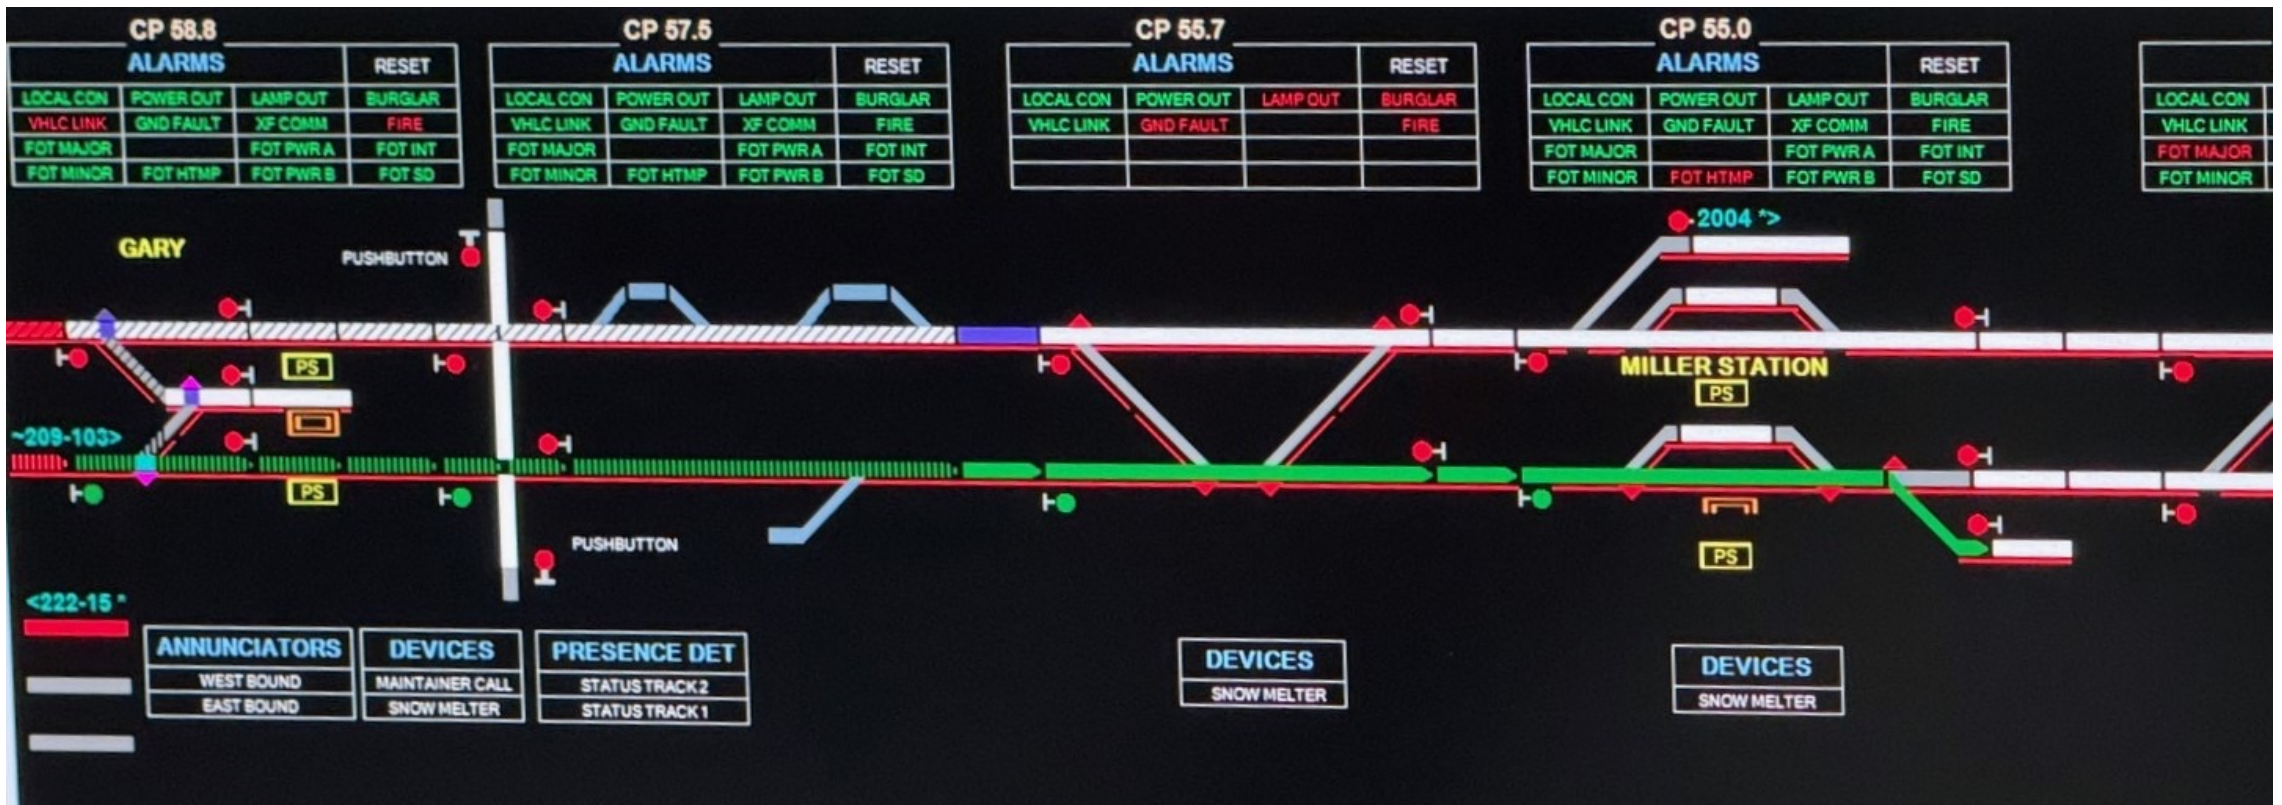 CP 58.8
ALARMS RESET
LOCAL CON POWER OUT LAMP OUT BURGLAR
VHLC LINK GND FAULT XF COMM FIRE
FOT MAJOR FOT PWR A FOT INT
FOT MINOR FOT HTMP FOT PWR B FOT SD
CP 57.5
ALARMS RESET
LOCAL CON POWER OUT LAMP OUT BURGLAR
VHLC LINK GND FAULT XF COMM FIRE
FOT MAJOR FOT PWR A FOT INT
FOT MINOR FOT HTMP FOT PWR B FOT SD
CP 55.7
ALARMS RESET
LOCAL CON POWER OUT LAMP OUT BURGLAR
VHLC LINK GND FAULT FIRE
CP 55.0
ALARMS RESET
LOCAL CON POWER OUT LAMP OUT BURGLAR
VHLC LINK GND FAULT XF COMM FIRE
FOT MAJOR FOT PWR A FOT INT
FOT MINOR FOT HTMP FOT PWR B FOT SD
LOCAL CON
VHLC LINK
FOT MAJOR
FOT MINOR
2004 *>
GARY
PUSHBUTTON
PS
MILLER STATION
PS
~209-103>
PS
PUSHBUTTON
PS
<222-15 *
ANNUNCIATORS
WEST BOUND
EAST BOUND
DEVICES
MAINTAINER CALL
SNOW MELTER
PRESENCE DET
STATUS TRACK 2
STATUS TRACK 1
DEVICES
SNOW MELTER
DEVICES
SNOW MELTER